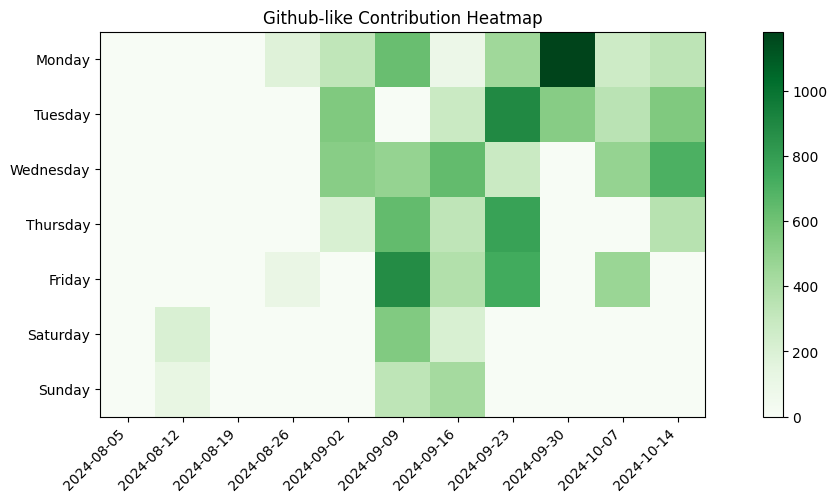 Github-like Contribution Heatmap
Monday
Tuesday
Wednesday
Thursday
Friday
Saturday
Sunday
2024-08-05
2024-08-12
2024-08-19
2024-08-26
2024-09-02
2024-09-09
2024-09-16
2024-09-23
2024-09-30
2024-10-07
2024-10-14
1000
800
600
400
200
0